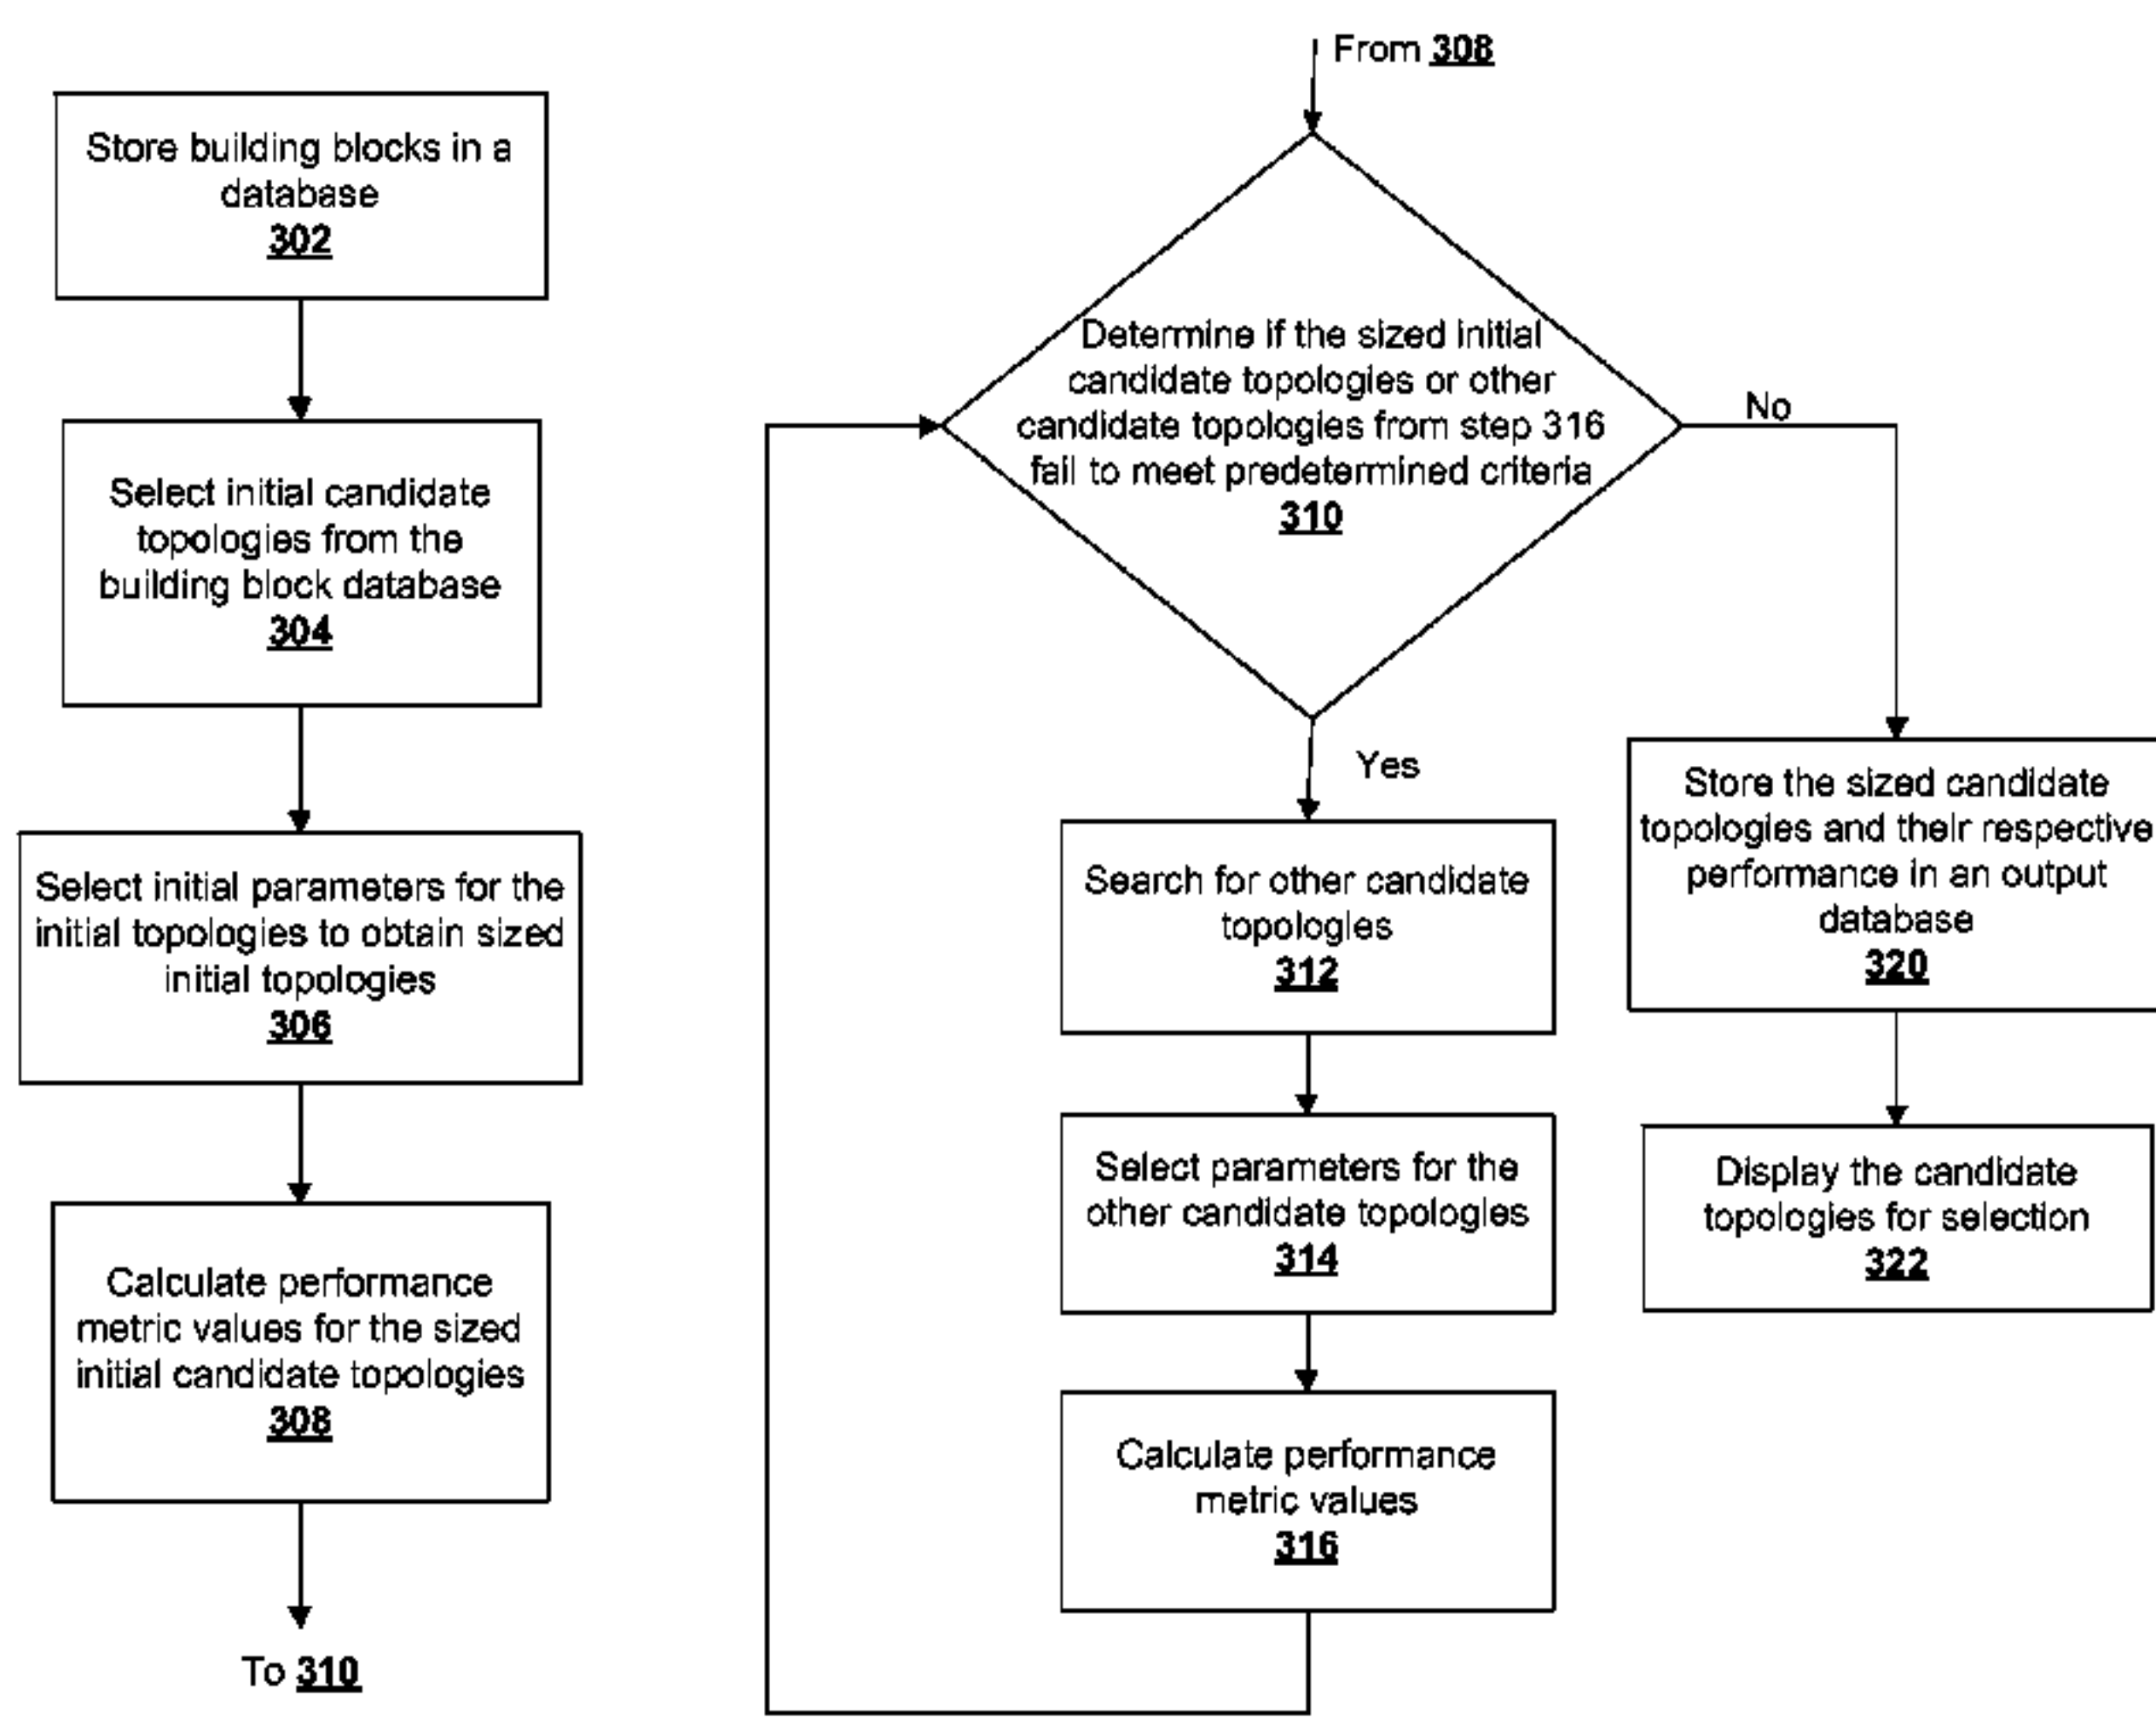 Store building blocks in a
database
302
Select initial candidate
topologies from the
building block database
304
Select initial parameters for the
initial topologies to obtain sized
initial topologies
306
Calculate performance
metric values for the sized
initial candidate topologies
308
To 310
From 308
Determine if the sized initial
candidate topologies or other
candidate topologies from step 316
fail to meet predetermined criteria
310
No
Yes
Search for other candidate
topologies
312
Select parameters for the
other candidate topologies
314
Calculate performance
metric values
316
Store the sized candidate
topologies and their respective
performance in an output
database
320
Display the candidate
topologies for selection
322